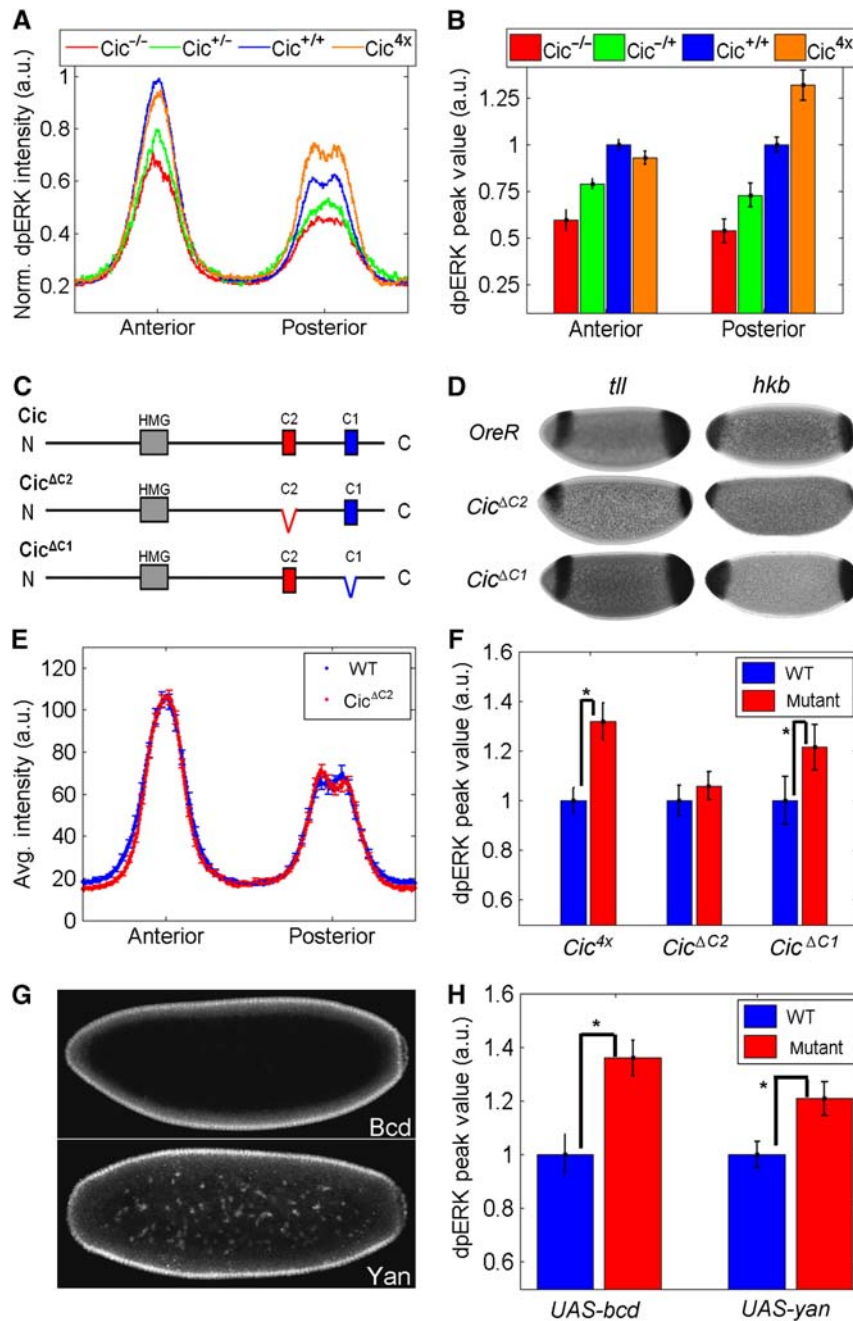 A
Cic−/− Cic+/− Cic+/+ Cic4x
Norm. dpERK intensity (a.u.)
1
0.8
0.6
0.4
0.2
Anterior Posterior
B
Cic−/− Cic−/+ Cic+/+ Cic4x
dpERK peak value (a.u.)
1.25
1
0.75
0.5
0.25
Anterior Posterior
C
Cic
HMG C2 C1
N C
CicΔC2
HMG C2 C1
N C
CicΔC1
HMG C2 C1
N C
D
tll hkb
OreR
CicΔC2
CicΔC1
E
WT
CicΔC2
Avg. intensity (a.u.)
120
100
80
60
40
20
0
Anterior Posterior
F
WT
Mutant
dpERK peak value (a.u.)
1.6
1.4
1.2
1
0.8
0.6
*
*
Cic4x CicΔC2 CicΔC1
G
Bcd
Yan
H
WT
Mutant
dpERK peak value (a.u.)
1.6
1.4
1.2
1
0.8
0.6
*
*
UAS-bcd UAS-yan